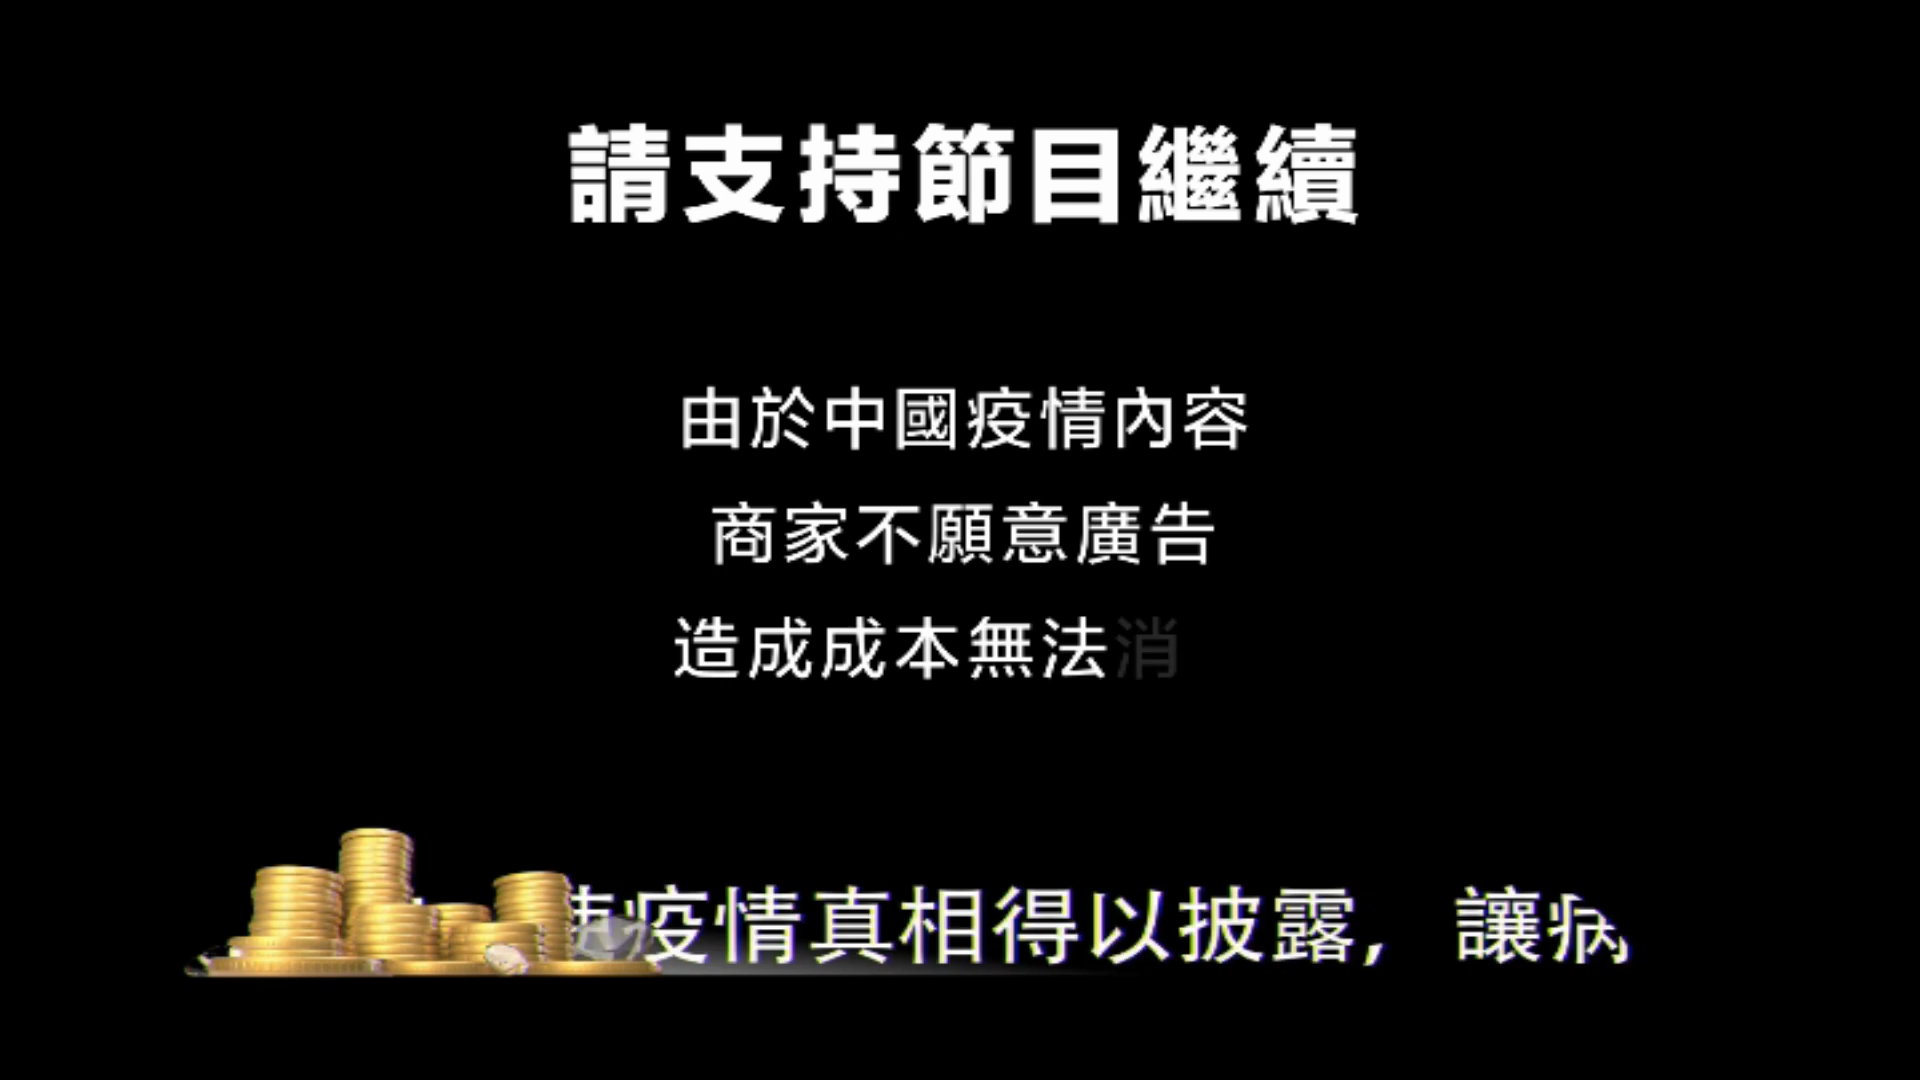 請支持節目繼續
由於中國疫情內容
商家不願意廣告
造成成本無法消
疫情真相得以披露，讓病